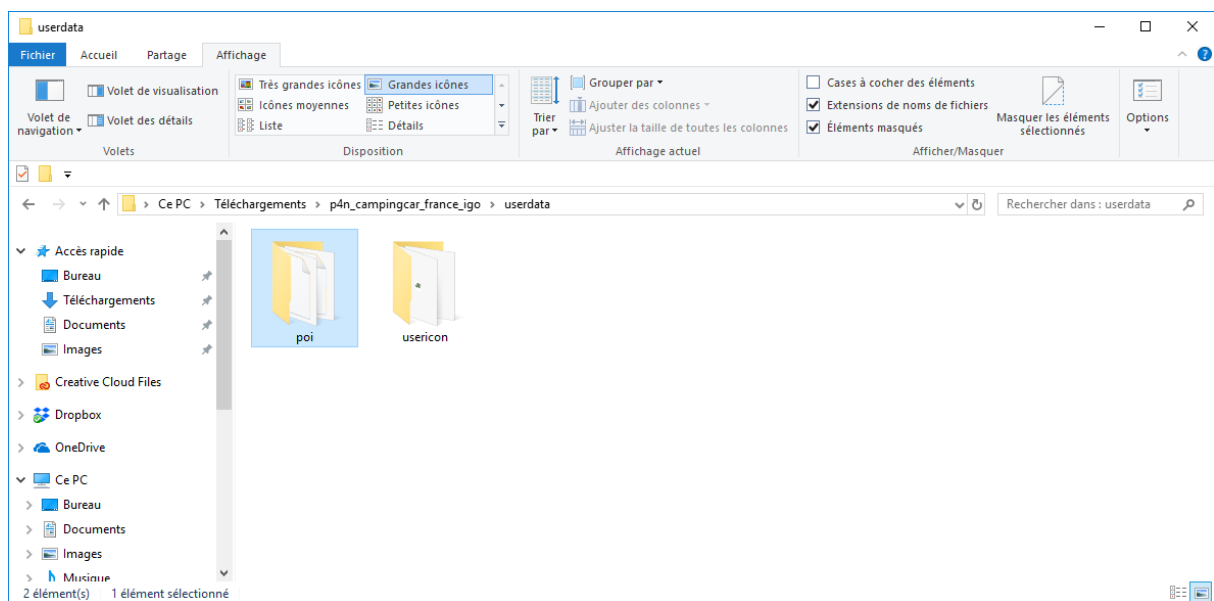 userdata
Fichier Accueil Partage Affichage
Volet de navigation
Volet de visualisation
Volet des détails
Volets
Très grandes icônes Grandes icônes
Icônes moyennes Petites icônes
Liste Détails
Disposition
Trier par
Grouper par
Ajouter des colonnes
Ajuster la taille de toutes les colonnes
Affichage actuel
Cases à cocher des éléments
Extensions de noms de fichiers
Éléments masqués
Masquer les éléments sélectionnés
Afficher/Masquer
Options
Ce PC > Téléchargements > p4n_campingcar_france_igo > userdata
Rechercher dans : userdata
Accès rapide
Bureau
Téléchargements
Documents
Images
Creative Cloud Files
Dropbox
OneDrive
Ce PC
Bureau
Documents
Images
Musique
poi
usericon
2 élément(s) 1 élément sélectionné